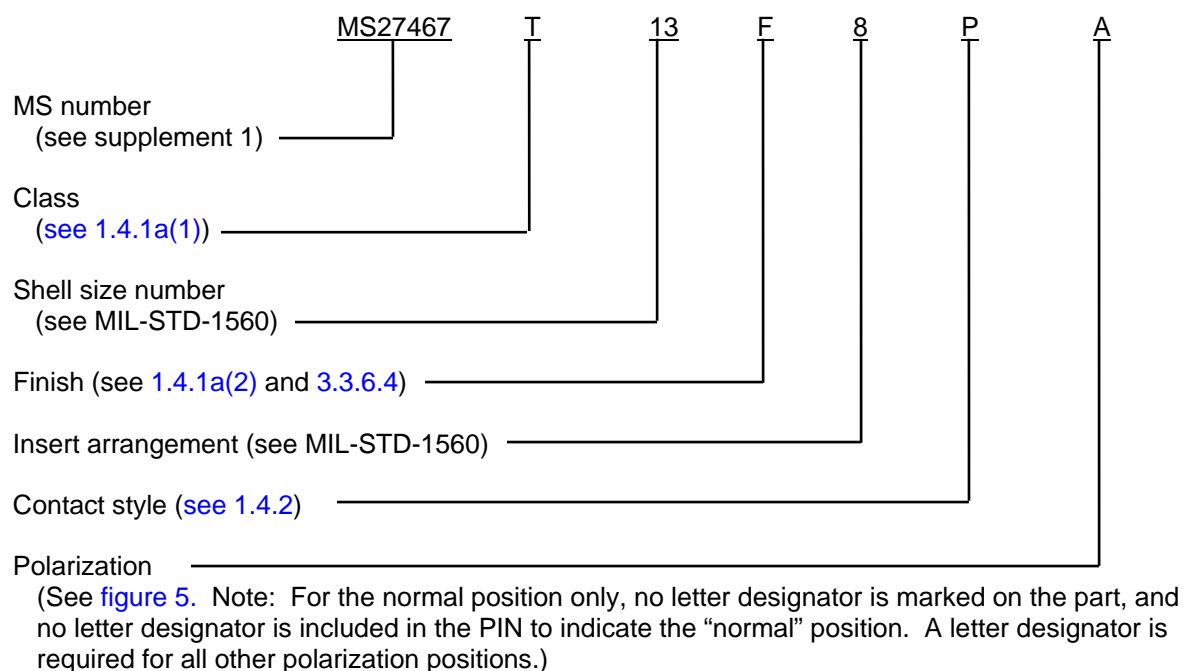 MS27467 T 13 F 8 P A
MS number
(see supplement 1)
Class
(see 1.4.1a(1))
Shell size number
(see MIL-STD-1560)
Finish (see 1.4.1a(2) and 3.3.6.4)
Insert arrangement (see MIL-STD-1560)
Contact style (see 1.4.2)
Polarization
(See figure 5. Note: For the normal position only, no letter designator is marked on the part, and
no letter designator is included in the PIN to indicate the “normal” position. A letter designator is
required for all other polarization positions.)